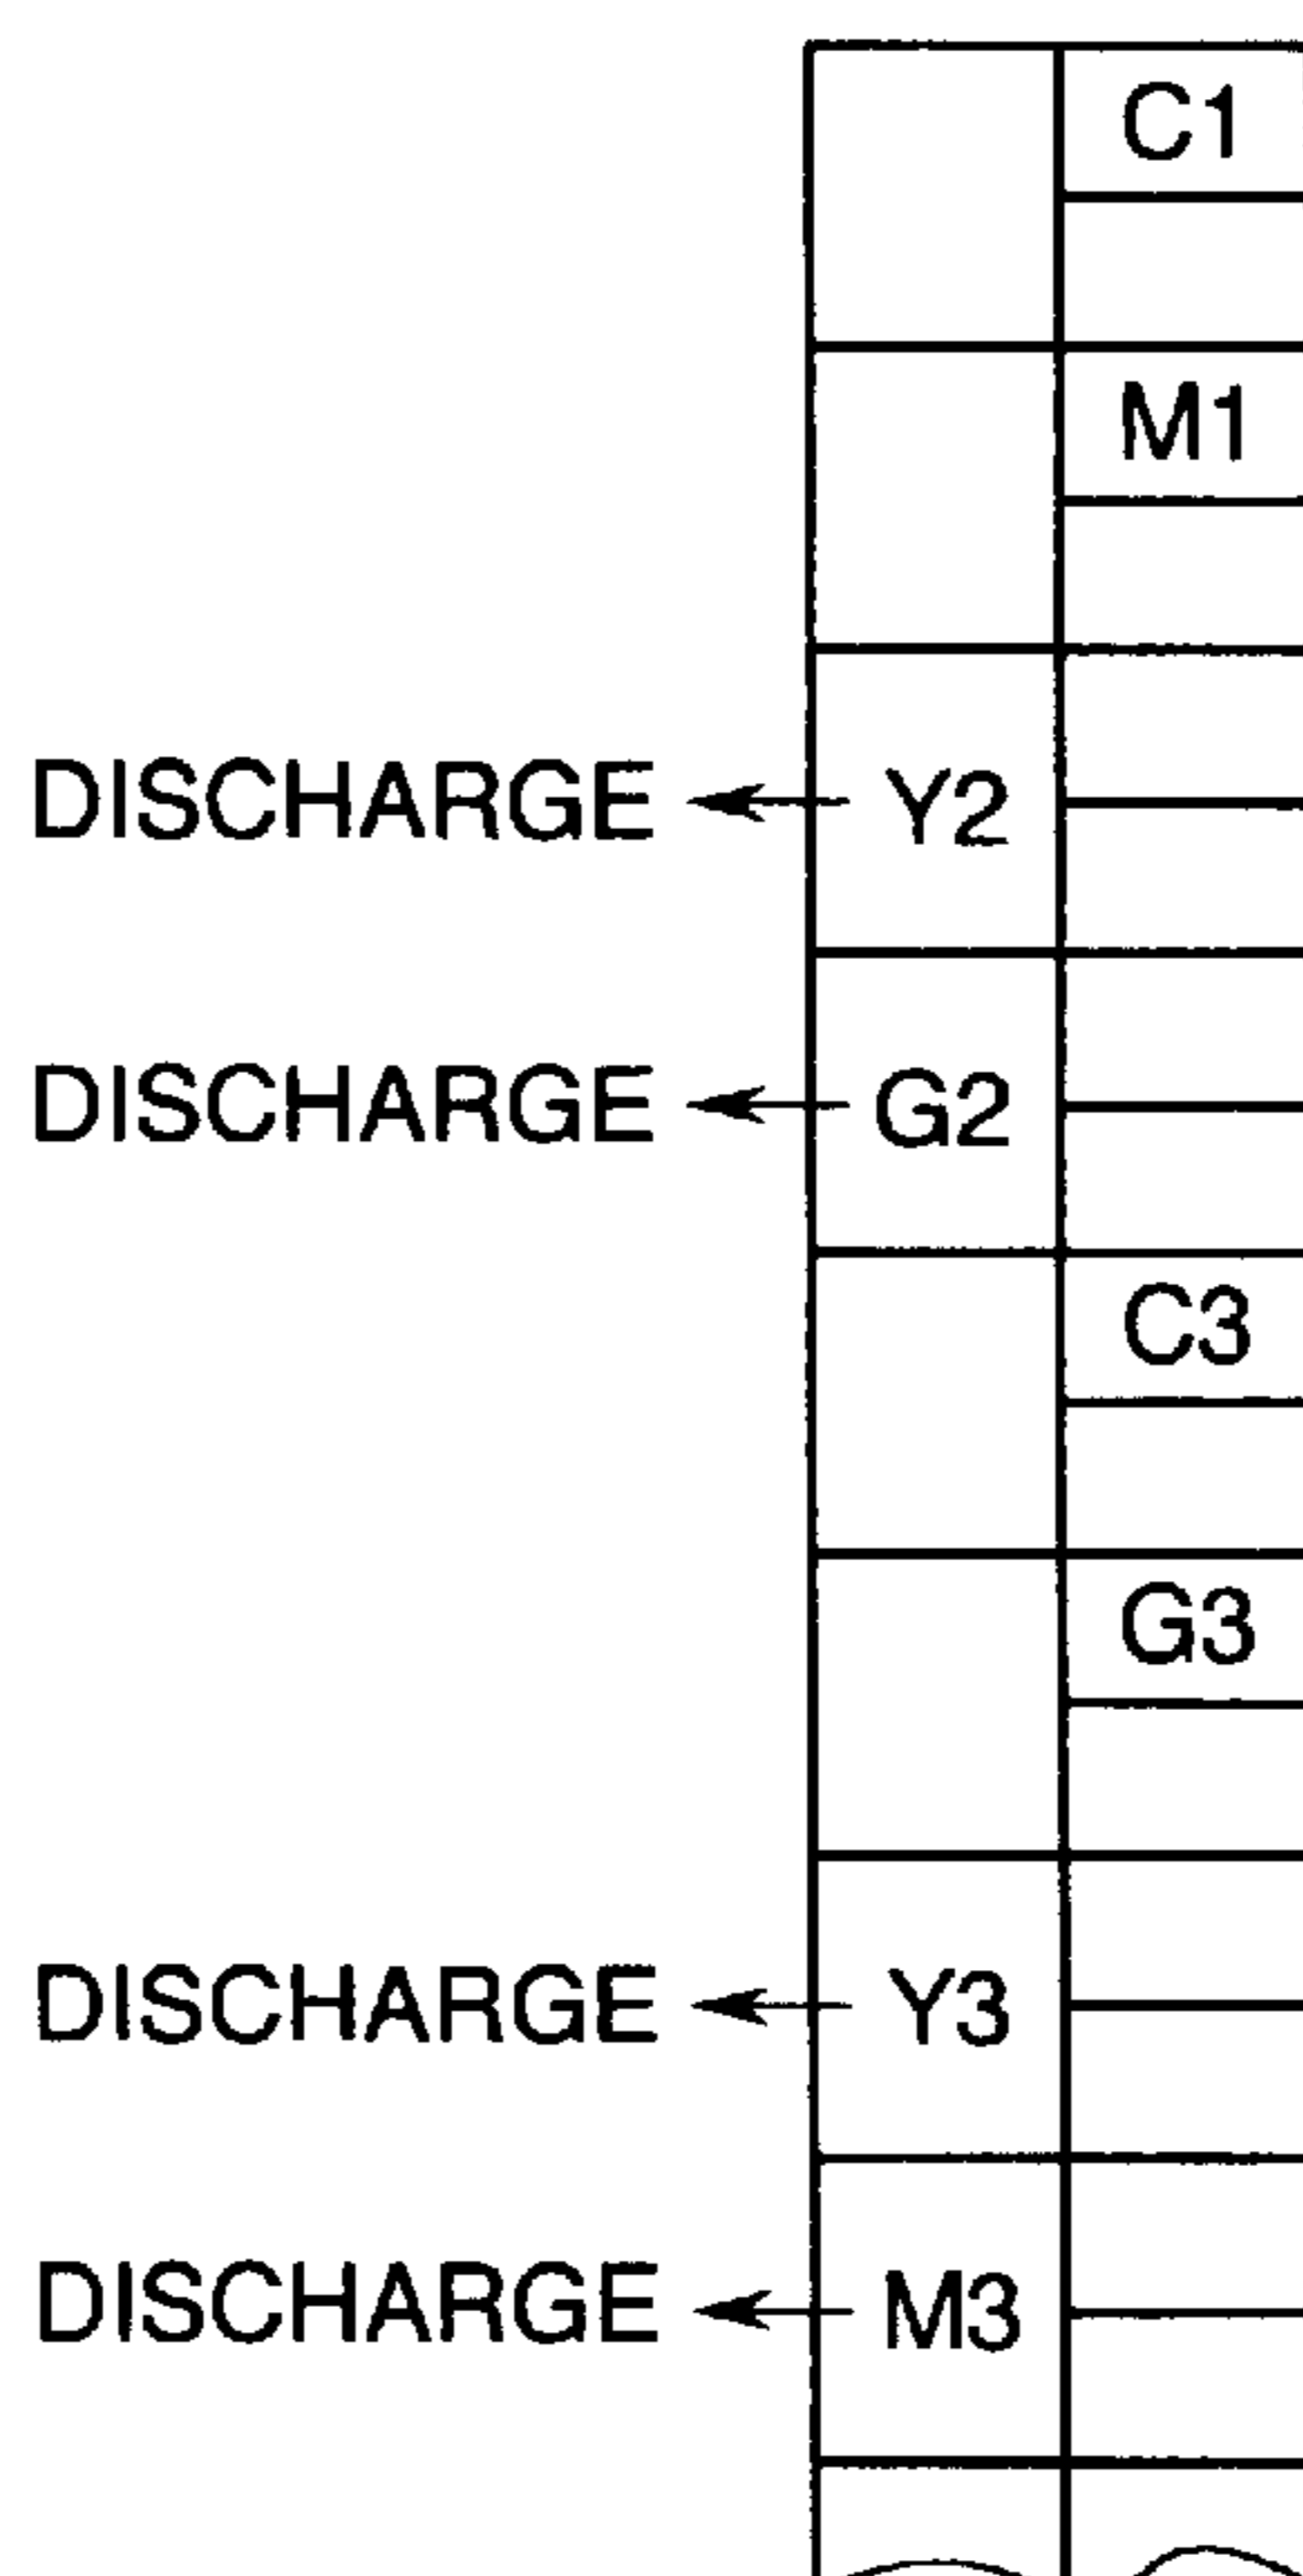 C1
M1
DISCHARGE Y2
DISCHARGE G2
C3
G3
DISCHARGE Y3
DISCHARGE M3